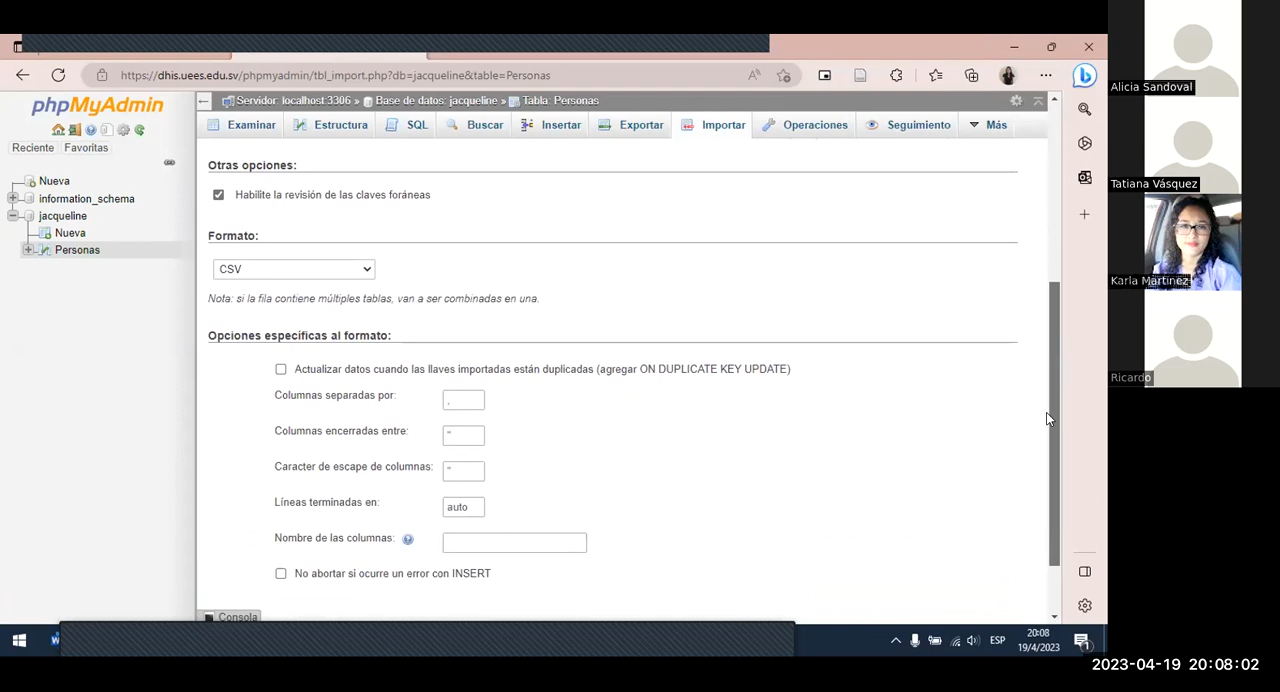 https://dhis.uees.edu.sv/phpmyadmin/tbl_import.php?db=jacqueline&table=Personas
phpMyAdmin
Reciente Favoritas
Nueva
information_schema
jacqueline
Nueva
Personas
Servidor: localhost:3306 » Base de datos: jacqueline » Tabla: Personas
Examinar Estructura SQL Buscar Insertar Exportar Importar Operaciones Seguimiento Más
Otras opciones:
Habilite la revisión de las claves foráneas
Formato:
CSV
Nota: si la fila contiene múltiples tablas, van a ser combinadas en una.
Opciones específicas al formato:
Actualizar datos cuando las llaves importadas están duplicadas (agregar ON DUPLICATE KEY UPDATE)
Columnas separadas por: ,
Columnas encerradas entre: "
Caracter de escape de columnas: "
Líneas terminadas en: auto
Nombre de las columnas:
No abortar si ocurre un error con INSERT
Consola
ESP
20:08
19/4/2023
Alicia Sandoval
Tatiana Vásquez
Karla Martínez
Ricardo
2023-04-19 20:08:02